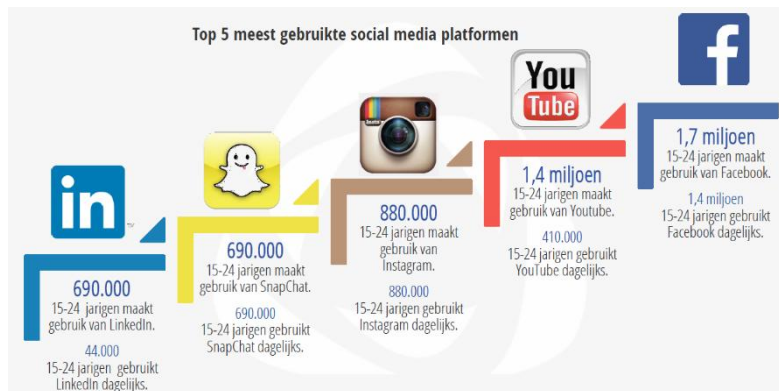 Top 5 meest gebruikte social media platformen
in
690.000
15-24 jarigen maakt
gebruik van LinkedIn.
44.000
15-24 jarigen gebruikt
LinkedIn dagelijks.
690.000
15-24 jarigen maakt
gebruik van SnapChat.
690.000
15-24 jarigen gebruikt
SnapChat dagelijks.
880.000
15-24 jarigen maakt
gebruik van
Instagram.
880.000
15-24 jarigen gebruikt
Instagram dagelijks.
You
Tube
1,4 miljoen
15-24 jarigen maakt
gebruik van Youtube.
410.000
15-24 jarigen gebruikt
YouTube dagelijks.
f
1,7 miljoen
15-24 jarigen maakt
gebruik van Facebook.
1,4 miljoen
15-24 jarigen gebruikt
Facebook dagelijks.